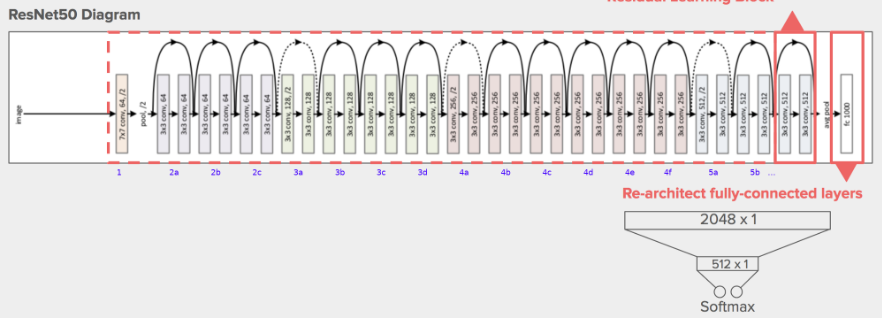 Residual Learning Block
ResNet50 Diagram
image
7x7 conv, 64, /2
pool, /2
3x3 conv, 64
3x3 conv, 64
3x3 conv, 64
3x3 conv, 64
3x3 conv, 64
3x3 conv, 64
3x3 conv, 128, /2
3x3 conv, 128
3x3 conv, 128
3x3 conv, 128
3x3 conv, 128
3x3 conv, 128
3x3 conv, 128
3x3 conv, 128
3x3 conv, 256, /2
3x3 conv, 256
3x3 conv, 256
3x3 conv, 256
3x3 conv, 256
3x3 conv, 256
3x3 conv, 256
3x3 conv, 256
3x3 conv, 256
3x3 conv, 256
3x3 conv, 256
3x3 conv, 256
3x3 conv, 512, /2
3x3 conv, 512
3x3 conv, 512
3x3 conv, 512
3x3 conv, 512
3x3 conv, 512
avg pool
fc 1000
1 2a 2b 2c 3a 3b 3c 3d 4a 4b 4c 4d 4e 4f 5a 5b ...
Re-architect fully-connected layers
2048 x 1
512 x 1
Softmax